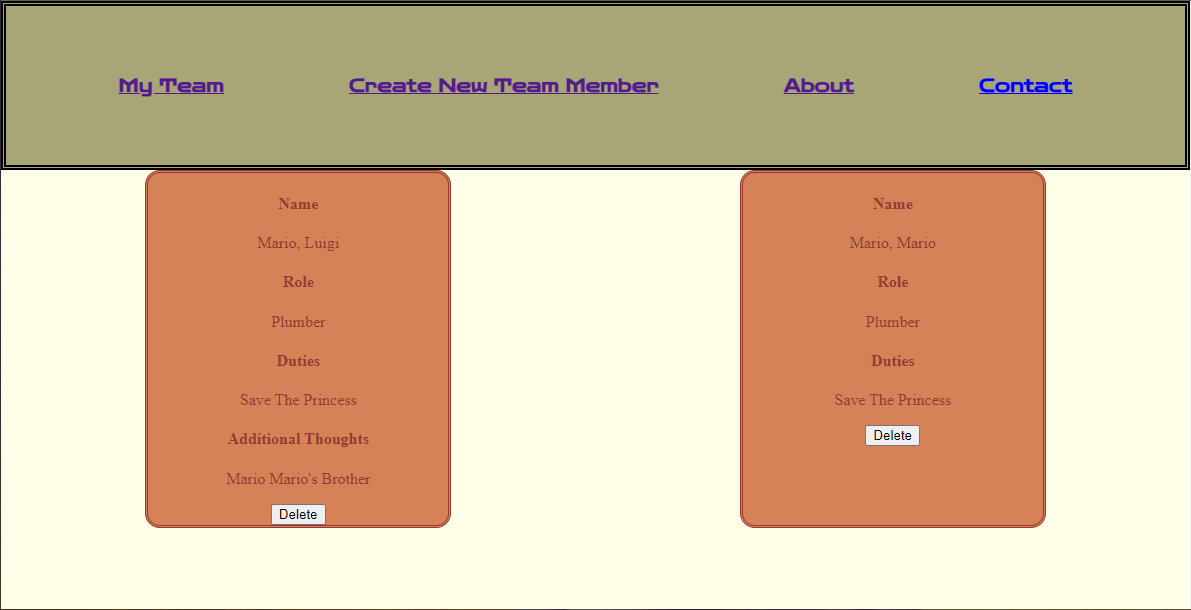 My Team Create New Team Member About Contact
Name
Mario, Luigi
Role
Plumber
Duties
Save The Princess
Additional Thoughts
Mario Mario's Brother
Delete
Name
Mario, Mario
Role
Plumber
Duties
Save The Princess
Delete